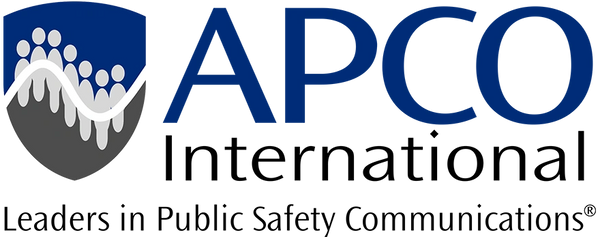 APCO
International
Leaders in Public Safety Communications®